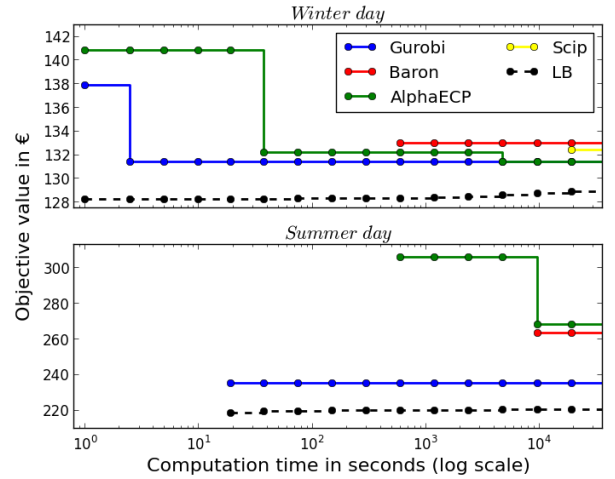 Winter day
142
140
138
136
134
132
130
128
Gurobi
Baron
AlphaECP
Scip
LB
Objective value in €
Summer day
300
280
260
240
220
10⁰
10¹
10²
10³
10⁴
Computation time in seconds (log scale)